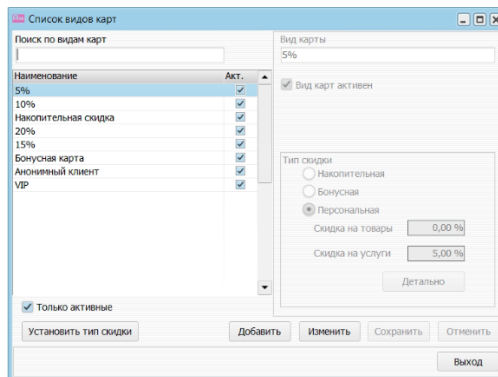 Список видов карт
Поиск по видам карт
Наименование Акт.
5%
10%
Накопительная скидка
20%
15%
Бонусная карта
Анонимный клиент
VIP
Только активные
Вид карты
5%
Вид карт активен
Тип скидки
Накопительная
Бонусная
Персональная
Скидка на товары 0,00 %
Скидка на услуги 5,00 %
Детально
Установить тип скидки Добавить Изменить Сохранить Отменить
Выход